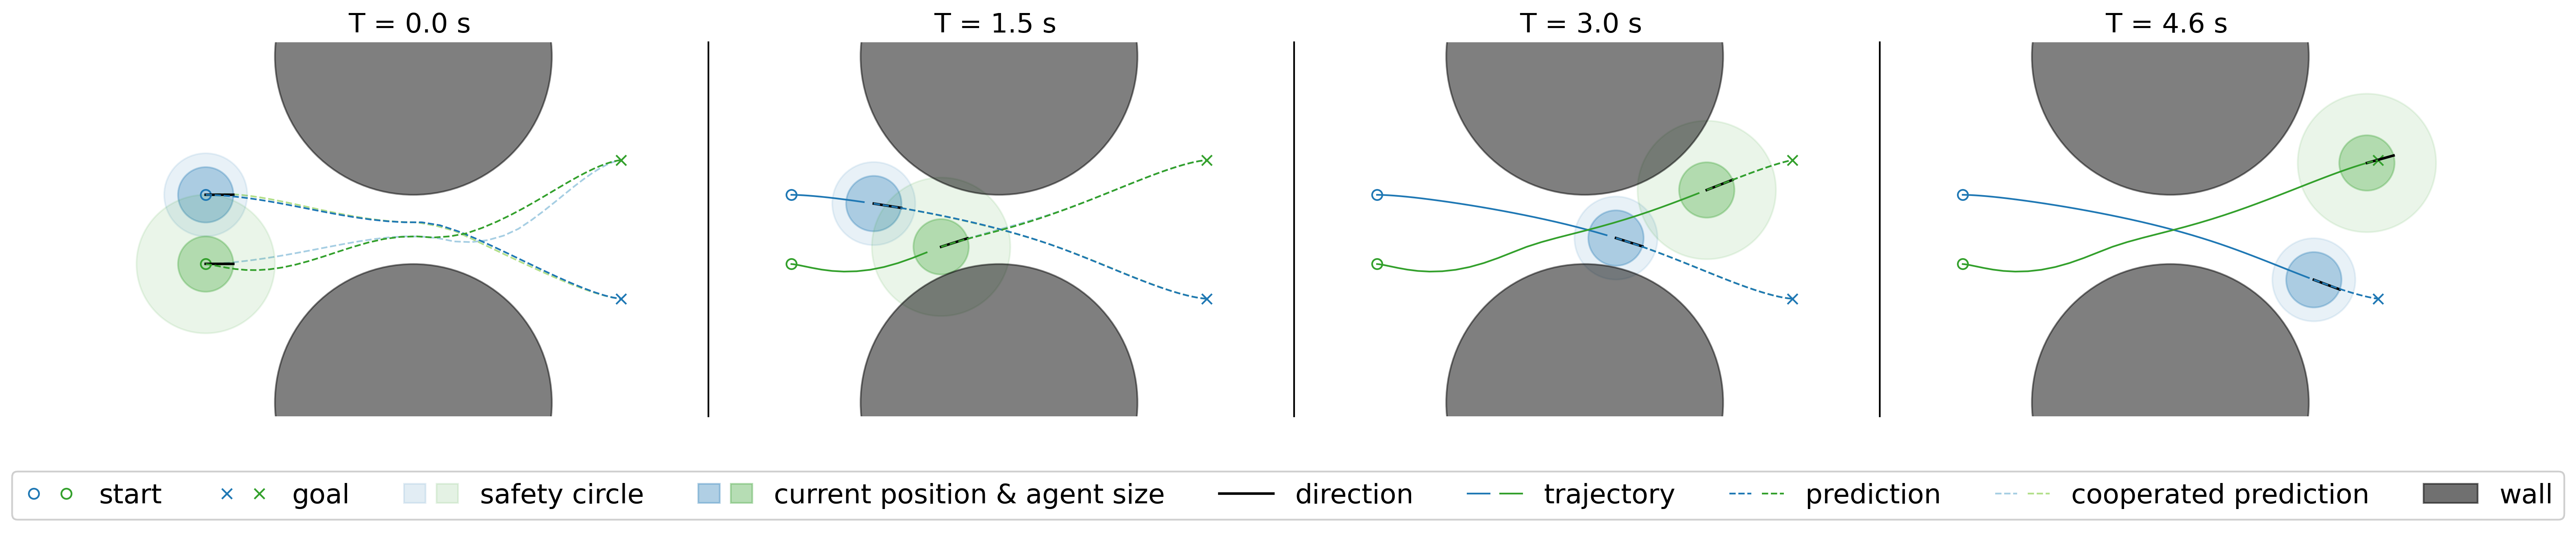 T = 0.0 s
T = 1.5 s
T = 3.0 s
T = 4.6 s
start goal safety circle current position & agent size direction trajectory prediction cooperated prediction wall